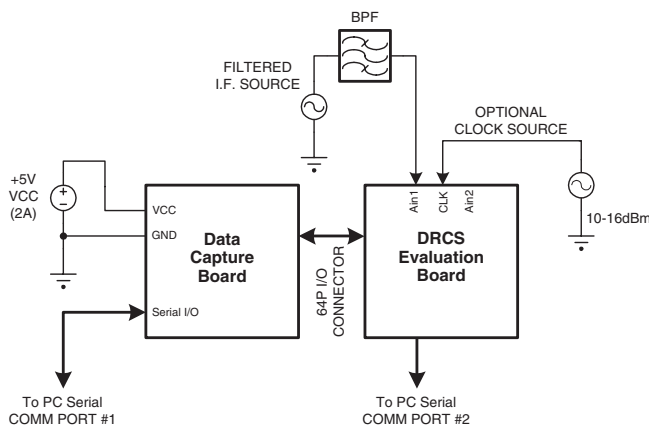 BPF
FILTERED
I.F. SOURCE
OPTIONAL
CLOCK SOURCE
+5V
VCC
(2A)
+
–
VCC
GND
Serial I/O
Data
Capture
Board
64P I/O
CONNECTOR
Ain1
CLK
Ain2
DRCS
Evaluation
Board
10-16dBm
To PC Serial
COMM PORT #1
To PC Serial
COMM PORT #2